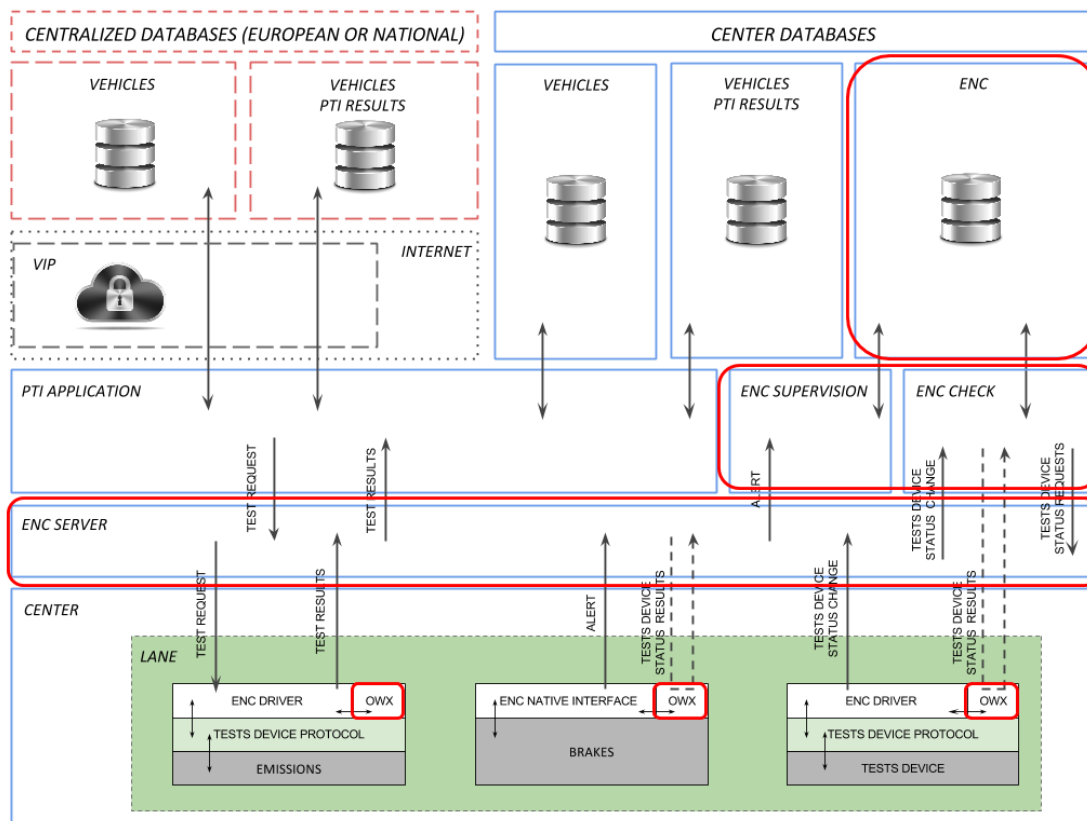 CENTRALIZED DATABASES (EUROPEAN OR NATIONAL)
CENTER DATABASES
VEHICLES
VEHICLES
PTI RESULTS
VEHICLES
VEHICLES
PTI RESULTS
ENC
VIP
INTERNET
PTI APPLICATION
ENC SUPERVISION
ENC CHECK
TEST REQUEST
TEST RESULTS
ALERT
TESTS DEVICE
STATUS CHANGE
TESTS DEVICE
STATUS REQUESTS
ENC SERVER
CENTER
TEST REQUEST
TEST RESULTS
ALERT
TESTS DEVICE
STATUS RESULTS
TESTS DEVICE
STATUS CHANGE
TESTS DEVICE
STATUS RESULTS
LANE
ENC DRIVER
OWX
TESTS DEVICE PROTOCOL
EMISSIONS
ENC NATIVE INTERFACE
OWX
BRAKES
ENC DRIVER
OWX
TESTS DEVICE PROTOCOL
TESTS DEVICE